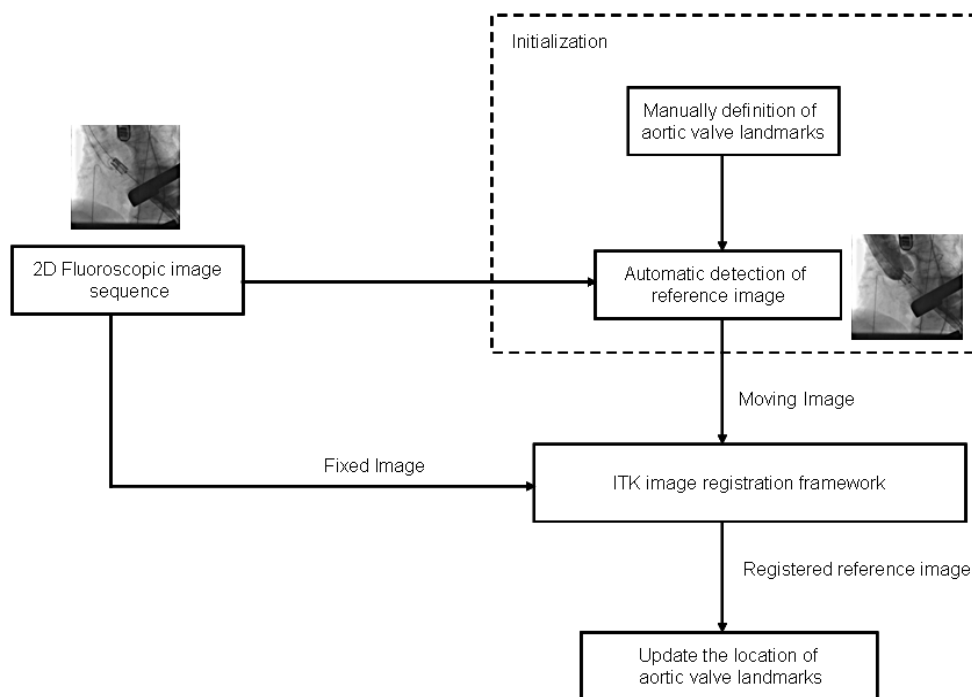 Initialization
Manually definition of
aortic valve landmarks
2D Fluoroscopic image
sequence
Automatic detection of
reference image
Moving Image
Fixed Image
ITK image registration framework
Registered reference image
Update the location of
aortic valve landmarks